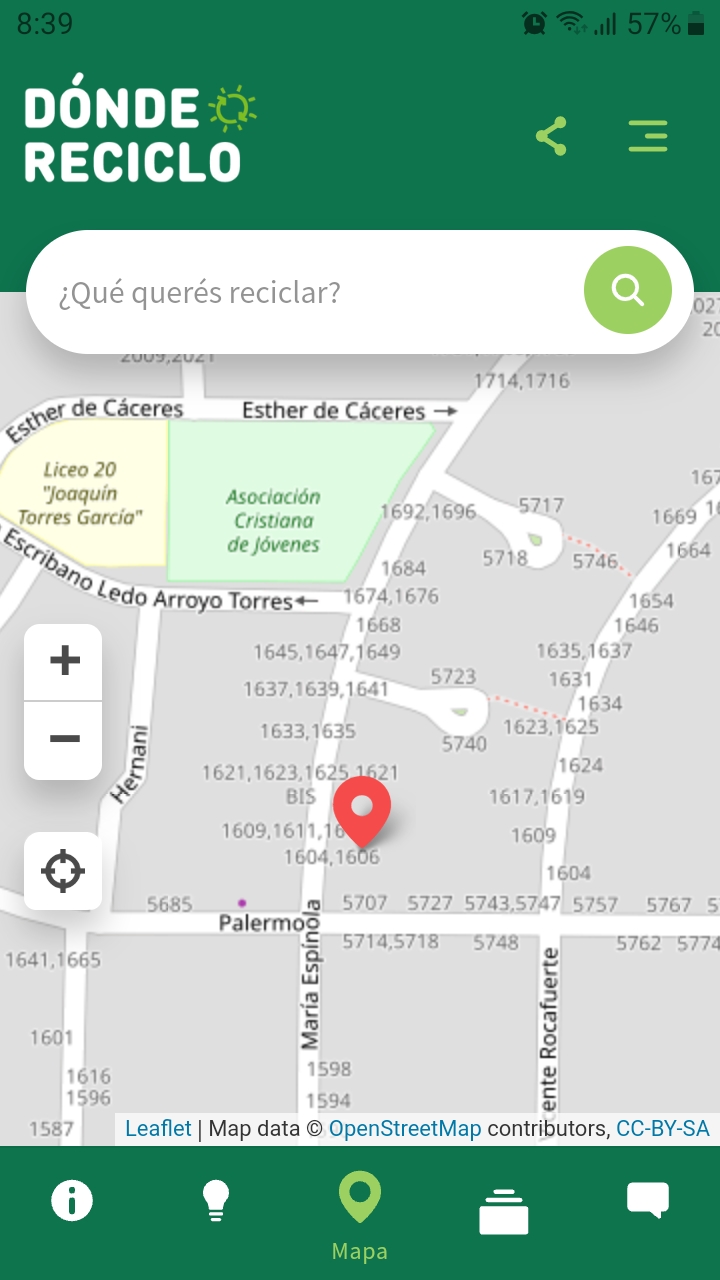 8:39
57%
DÓNDE
RECICLO
¿Qué querés reciclar?
2009,2021
1714,1716
Esther de Cáceres
Esther de Cáceres →
Liceo 20
"Joaquín
Torres García"
Asociación
Cristiana
de Jóvenes
1692,1696
5717
5718
5746
1669
1664
1684
Escribano Ledo Arroyo Torres←
1674,1676
1654
1668
1646
1645,1647,1649
1635,1637
5723
1631
1637,1639,1641
1634
1633,1635
1623,1625
5740
Hernani
1624
1621,1623,1625,1621
BIS
1617,1619
1609,1611,16
1609
1604,1606
1604
5685
5707
5727
5743,5747
5757
5767
Palermo
María Espínola
5714,5718
5748
5762
5774
1641,1665
Vicente Rocafuerte
1601
1616
1596
1598
1594
1587
Leaflet | Map data © OpenStreetMap contributors, CC-BY-SA
Mapa